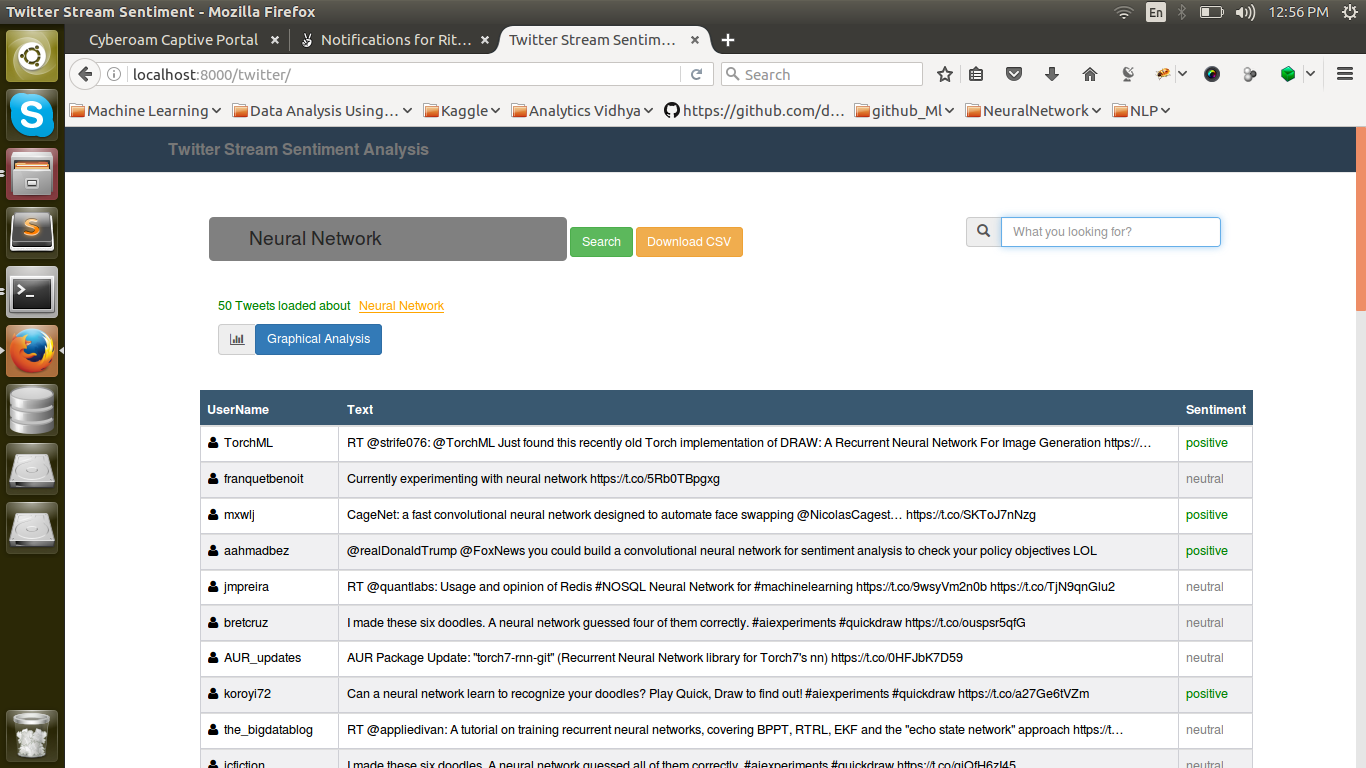 Twitter Stream Sentiment - Mozilla Firefox En 12:56 PM
Cyberoam Captive Portal Notifications for Rit... Twitter Stream Sentim...
localhost:8000/twitter/ Search
Machine Learning Data Analysis Using... Kaggle Analytics Vidhya https://github.com/d... github_Ml NeuralNetwork NLP
Twitter Stream Sentiment Analysis
Neural Network Search Download CSV What you looking for?
50 Tweets loaded about Neural Network
Graphical Analysis
UserName Text Sentiment
TorchML RT @strife076: @TorchML Just found this recently old Torch implementation of DRAW: A Recurrent Neural Network For Image Generation https://… positive
franquetbenoit Currently experimenting with neural network https://t.co/5Rb0TBpgxg neutral
mxwlj CageNet: a fast convolutional neural network designed to automate face swapping @NicolasCagest… https://t.co/SKToJ7nNzg positive
aahmadbez @realDonaldTrump @FoxNews you could build a convolutional neural network for sentiment analysis to check your policy objectives LOL positive
jmpreira RT @quantlabs: Usage and opinion of Redis #NOSQL Neural Network for #machinelearning https://t.co/9wsyVm2n0b https://t.co/TjN9qnGlu2 neutral
bretcruz I made these six doodles. A neural network guessed four of them correctly. #aiexperiments #quickdraw https://t.co/ouspsr5qfG neutral
AUR_updates AUR Package Update: "torch7-rnn-git" (Recurrent Neural Network library for Torch7's nn) https://t.co/0HFJbK7D59 neutral
koroyi72 Can a neural network learn to recognize your doodles? Play Quick, Draw to find out! #aiexperiments #quickdraw https://t.co/a27Ge6tVZm positive
the_bigdatablog RT @appliedivan: A tutorial on training recurrent neural networks, covering BPPT, RTRL, EKF and the "echo state network" approach https://t… neutral
icfiction I made these six doodles. A neural network guessed all of them correctly. #aiexperiments #quickdraw neutral